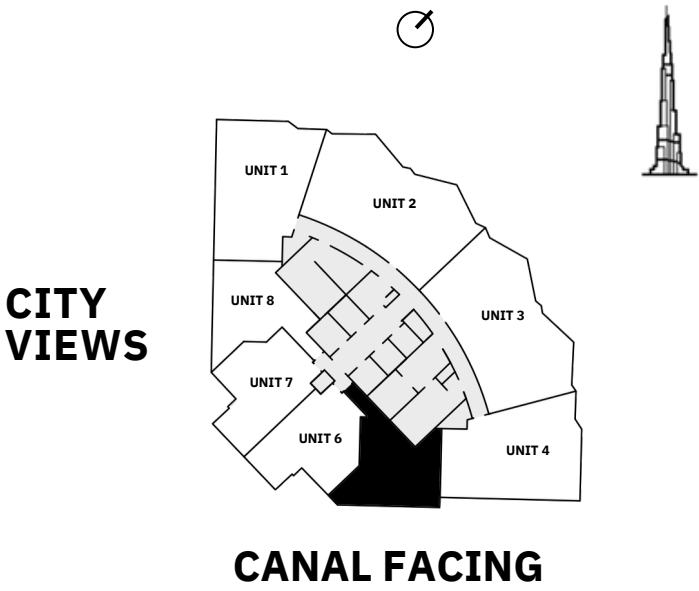 UNIT 1
UNIT 2
CITY
VIEWS
UNIT 8
UNIT 3
UNIT 7
UNIT 6
UNIT 4
CANAL FACING